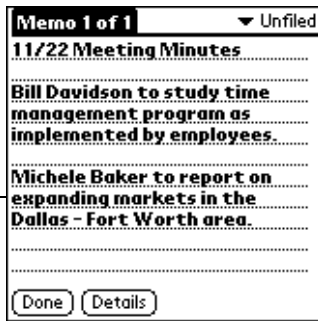 Memo 1 of 1 ▼ Unfiled
11/22 Meeting Minutes
Bill Davidson to study time
management program as
implemented by employees.
Michele Baker to report on
expanding markets in the
Dallas - Fort Worth area.
Done Details